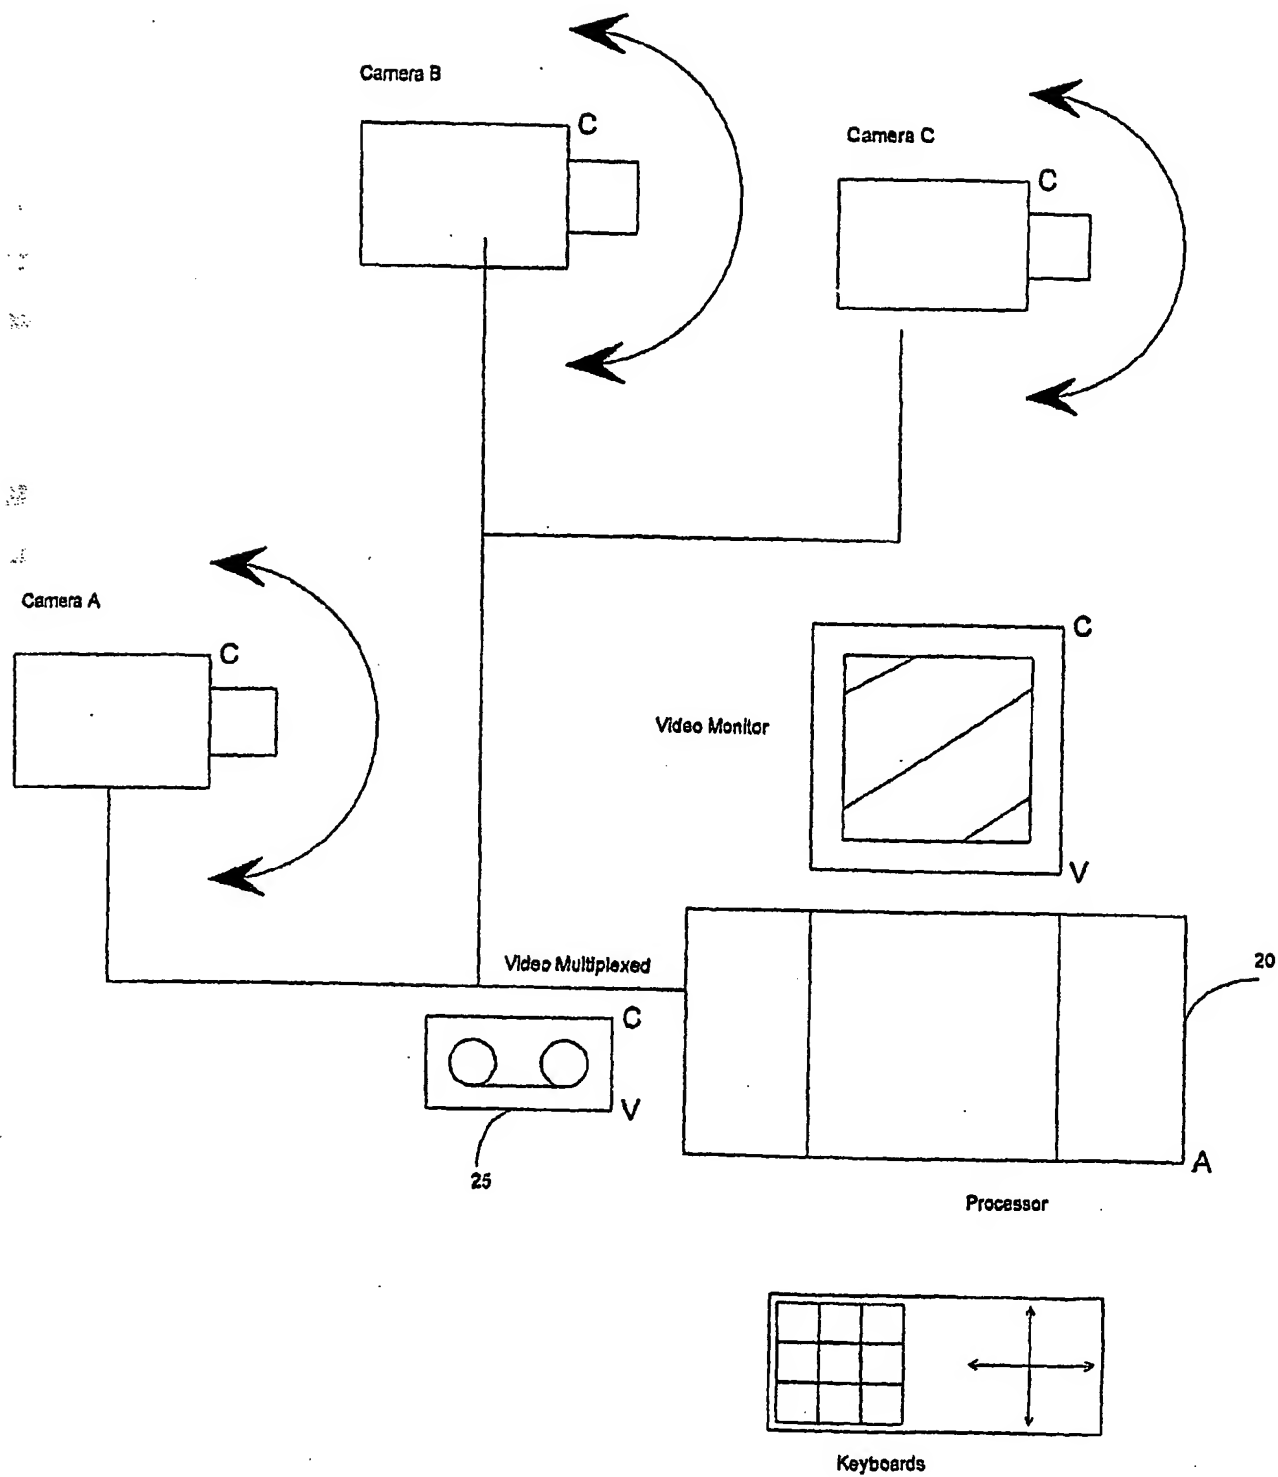 Camera B
C
Camera C
C
Camera A
C
C
Video Monitor
V
Video Multiplexed
20
C
V
25
A
Processor
Keyboards